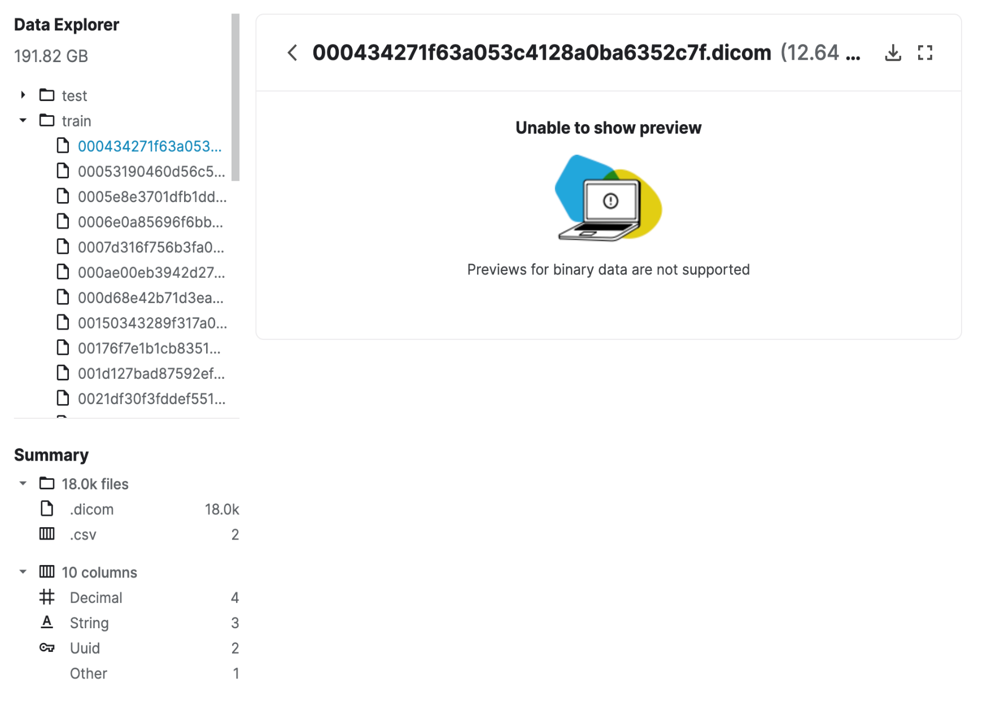 Data Explorer
191.82 GB
test
train
000434271f63a053...
00053190460d56c5...
0005e8e3701dfb1dd...
0006e0a85696f6bb...
0007d316f756b3fa0...
000ae00eb3942d27...
000d68e42b71d3ea...
00150343289f317a0...
00176f7e1b1cb8351...
001d127bad87592ef...
0021df30f3fddef551...
Summary
18.0k files
.dicom 18.0k
.csv 2
10 columns
Decimal 4
String 3
Uuid 2
Other 1
000434271f63a053c4128a0ba6352c7f.dicom (12.64 ...
Unable to show preview
Previews for binary data are not supported